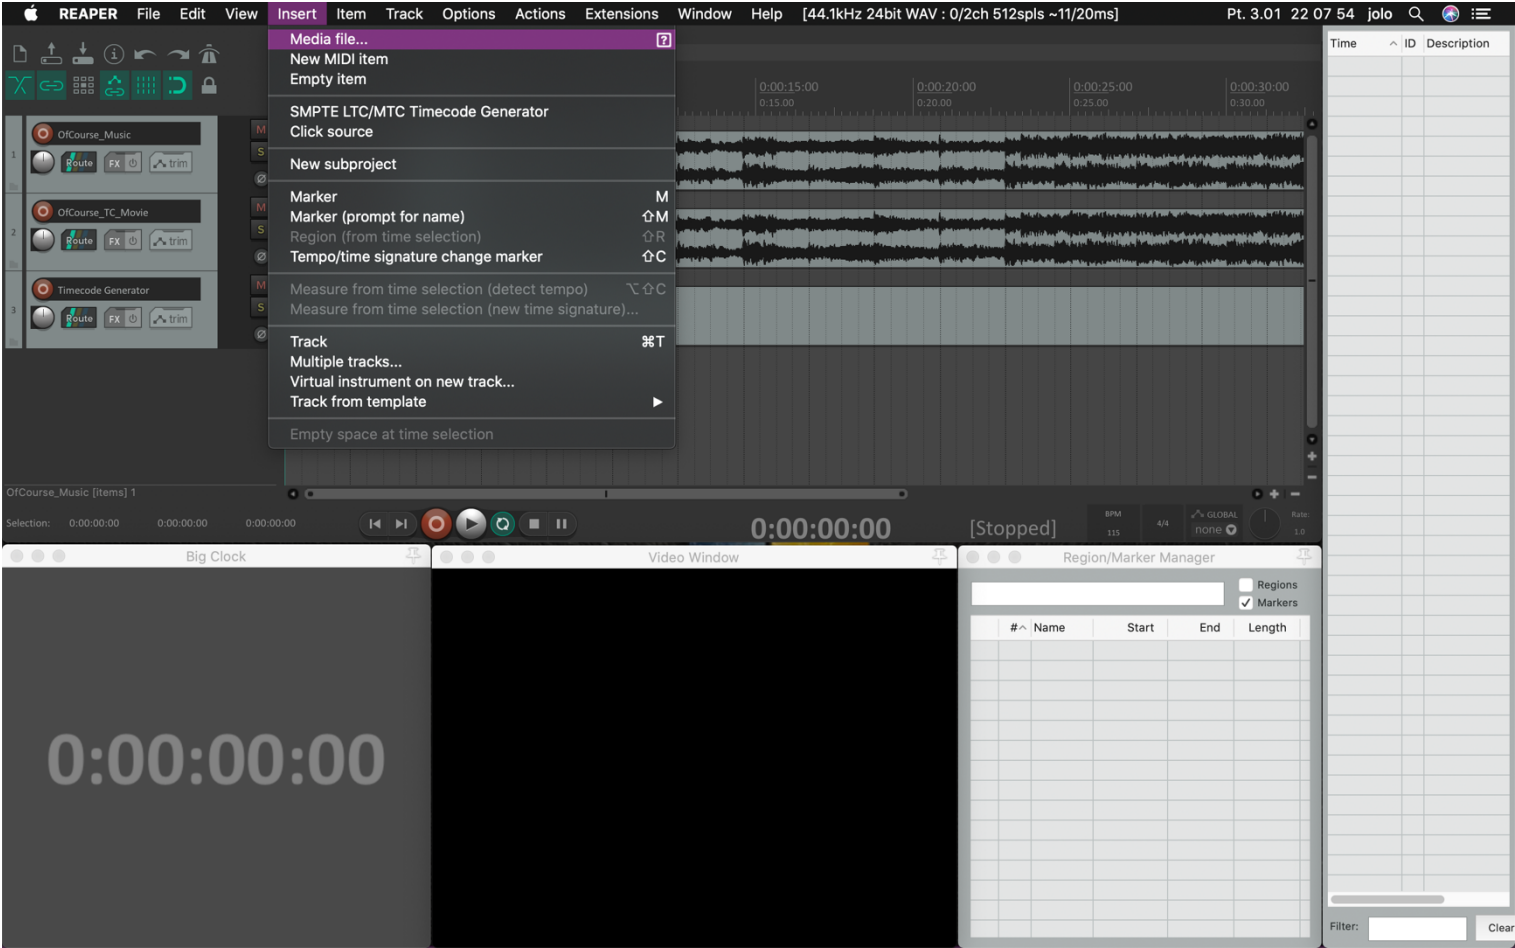 REAPER File Edit View Insert Item Track Options Actions Extensions Window Help [44.1kHz 24bit WAV : 0/2ch 512spls ~11/20ms] Pt. 3.01 22 07 54 jolo
Media file... ?
New MIDI item
Empty item
SMPTE LTC/MTC Timecode Generator
Click source
New subproject
Marker M
Marker (prompt for name) ⇧M
Region (from time selection) ⇧R
Tempo/time signature change marker ⇧C
Measure from time selection (detect tempo) ⌥⇧C
Measure from time selection (new time signature)...
Track ⌘T
Multiple tracks...
Virtual instrument on new track...
Track from template ▶
Empty space at time selection
0:00:15:00 0:00:20:00 0:00:25:00 0:00:30:00
0:15.00 0:20.00 0:25.00 0:30.00
1 OfCourse_Music M
Route FX trim S
2 OfCourse_TC_Movie M
Route FX trim S
3 Timecode Generator M
Route FX trim S
OfCourse_Music [items] 1
Selection: 0:00:00:00 0:00:00:00 0:00:00:00
0:00:00:00 [Stopped]
BPM
115
4/4
GLOBAL
none
Rate:
1.0
Big Clock
0:00:00:00
Video Window
Region/Marker Manager
Regions
Markers
# Name Start End Length
Time ID Description
Filter: Clear